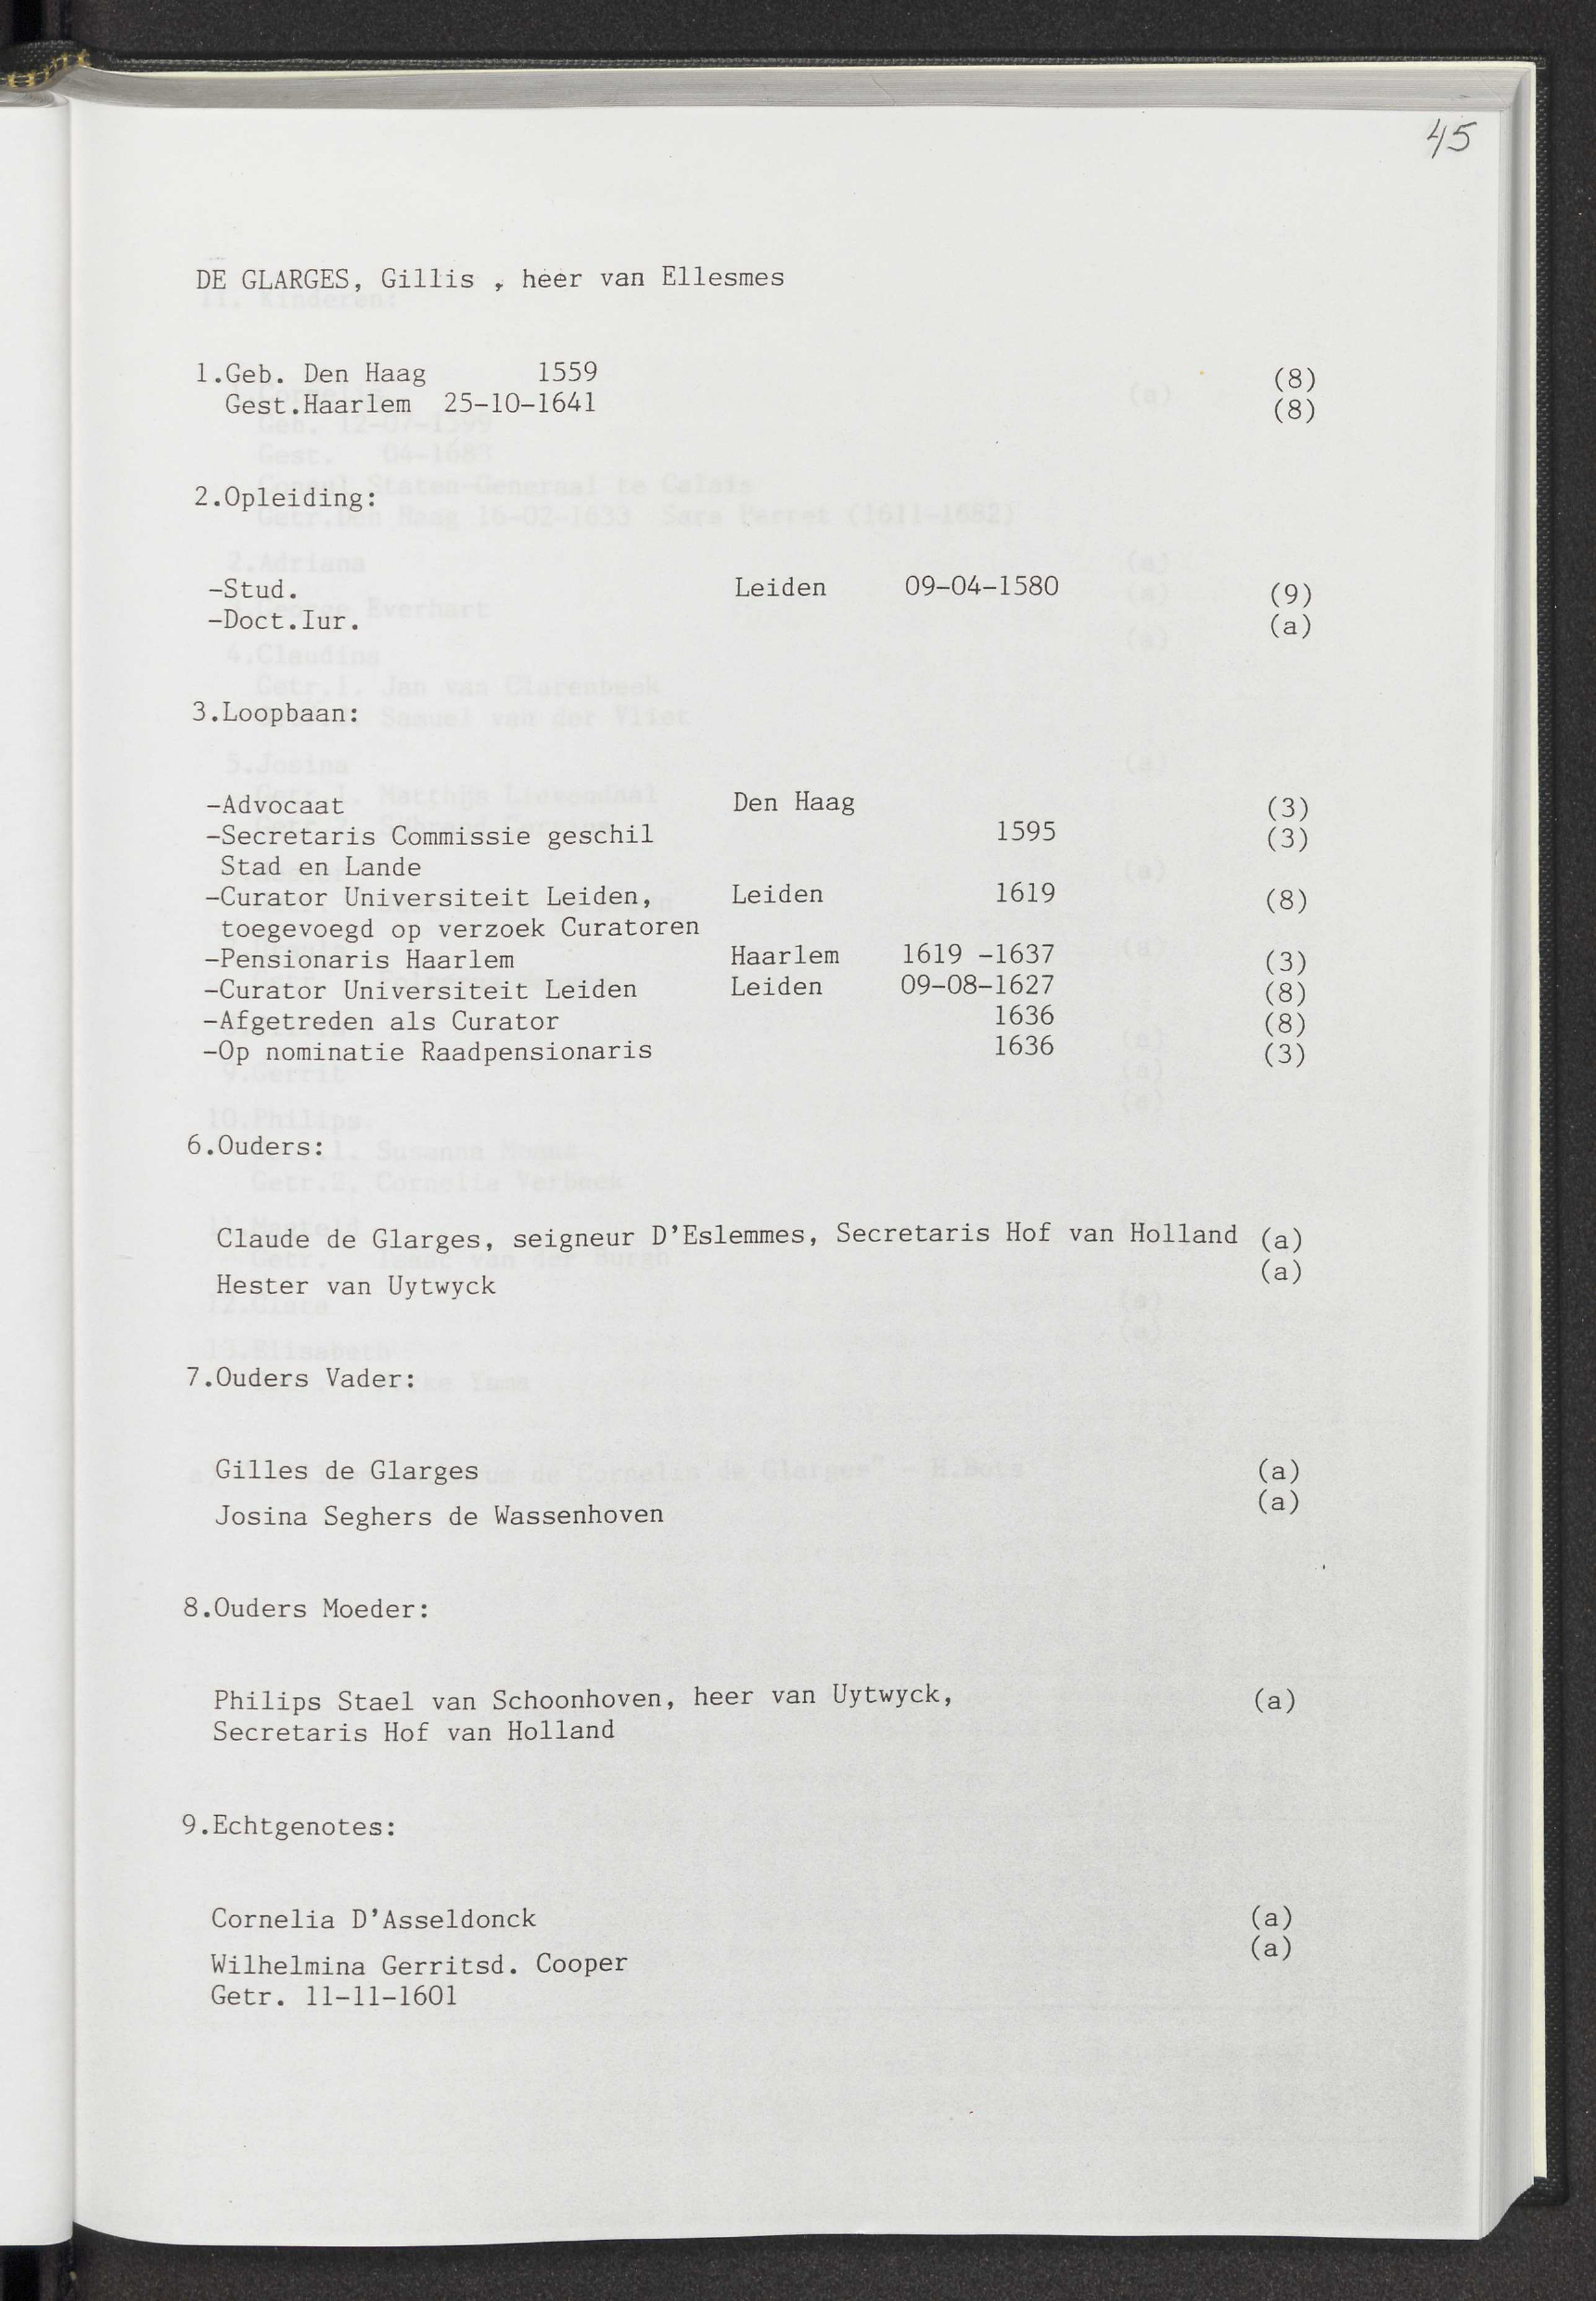 45
DE GLARGES, Gillis , heer van Ellesmes
1.Geb. Den Haag 1559 (8)
Gest.Haarlem 25-10-1641 (8)
2.Opleiding:
-Stud. Leiden 09-04-1580 (9)
-Doct.Iur. (a)
3.Loopbaan:
-Advocaat Den Haag (3)
-Secretaris Commissie geschil 1595 (3)
Stad en Lande
-Curator Universiteit Leiden, Leiden 1619 (8)
toegevoegd op verzoek Curatoren
-Pensionaris Haarlem Haarlem 1619 -1637 (3)
-Curator Universiteit Leiden Leiden 09-08-1627 (8)
-Afgetreden als Curator 1636 (8)
-Op nominatie Raadpensionaris 1636 (3)
6.Ouders:
Claude de Glarges, seigneur D'Eslemmes, Secretaris Hof van Holland (a)
Hester van Uytwyck (a)
7.Ouders Vader:
Gilles de Glarges (a)
Josina Seghers de Wassenhoven (a)
8.Ouders Moeder:
Philips Stael van Schoonhoven, heer van Uytwyck, (a)
Secretaris Hof van Holland
9.Echtgenotes:
Cornelia D'Asseldonck (a)
Wilhelmina Gerritsd. Cooper (a)
Getr. 11-11-1601